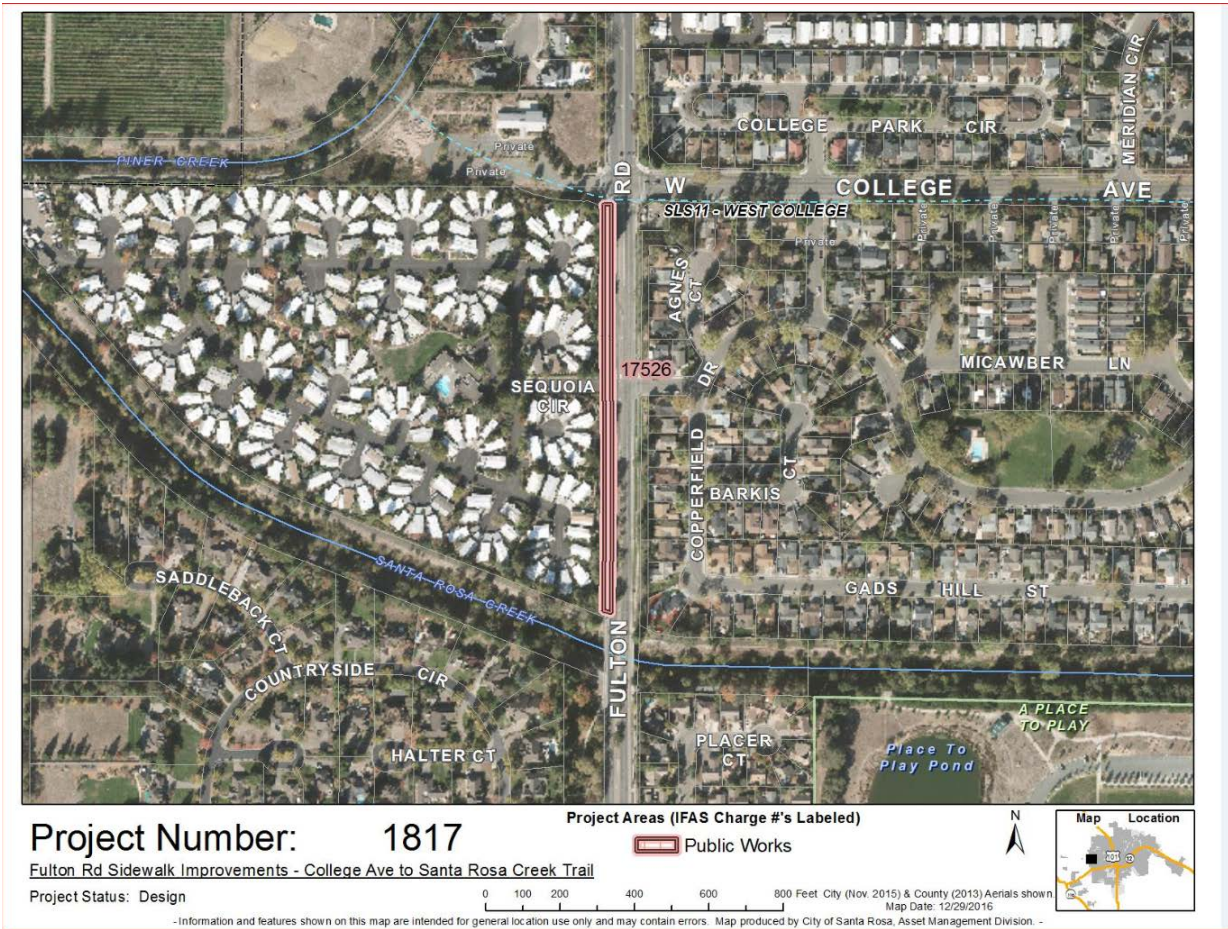 PINER CREEK
Private
Private
RD
COLLEGE PARK CIR
MERIDIAN CIR
W COLLEGE AVE
SLS11 - WEST COLLEGE
Private
Private
Private
Private
Private
Private
AGNES
CT
MICAWBER LN
17526
DR
SEQUOIA
CIR
COPPERFIELD
BARKIS
CT
GADS HILL ST
SANTA ROSA CREEK
SADDLEBACK CT
COUNTRYSIDE CIR
HALTER CT
FULTON
PLACER
CT
A PLACE
TO PLAY
Place To
Play Pond
Project Number: 1817
Fulton Rd Sidewalk Improvements - College Ave to Santa Rosa Creek Trail
Project Status: Design
Project Areas (IFAS Charge #'s Labeled)
Public Works
0 100 200 400 600 800 Feet
N
City (Nov. 2015) & County (2013) Aerials shown.
Map Date: 12/29/2016
Map Location
101
12
- Information and features shown on this map are intended for general location use only and may contain errors. Map produced by City of Santa Rosa, Asset Management Division. -